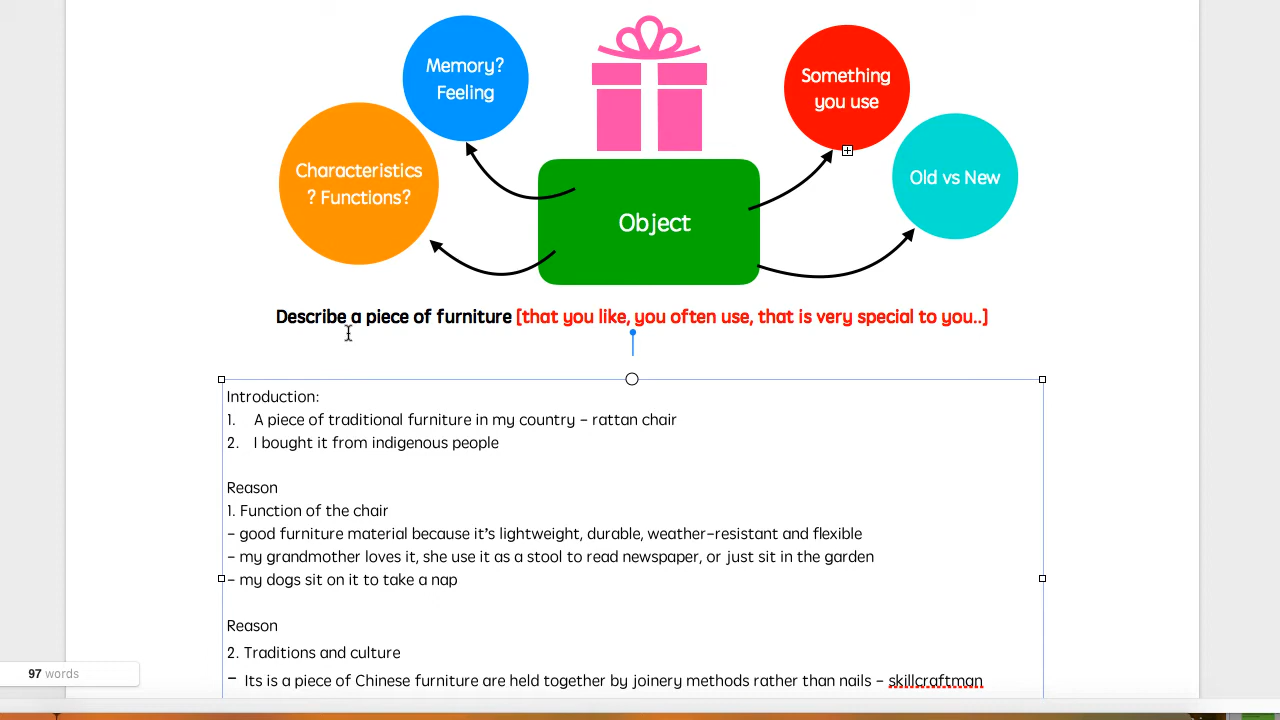 Memory?
Feeling
Something
you use
Characteristics
? Functions?
Old vs New
Object
Describe a piece of furniture [that you like, you often use, that is very special to you..]
Introduction:
1. A piece of traditional furniture in my country - rattan chair
2. I bought it from indigenous people
Reason
1. Function of the chair
- good furniture material because it's lightweight, durable, weather-resistant and flexible
- my grandmother loves it, she use it as a stool to read newspaper, or just sit in the garden
- my dogs sit on it to take a nap
Reason
2. Traditions and culture
- Its is a piece of Chinese furniture are held together by joinery methods rather than nails - skillcraftman
97 words